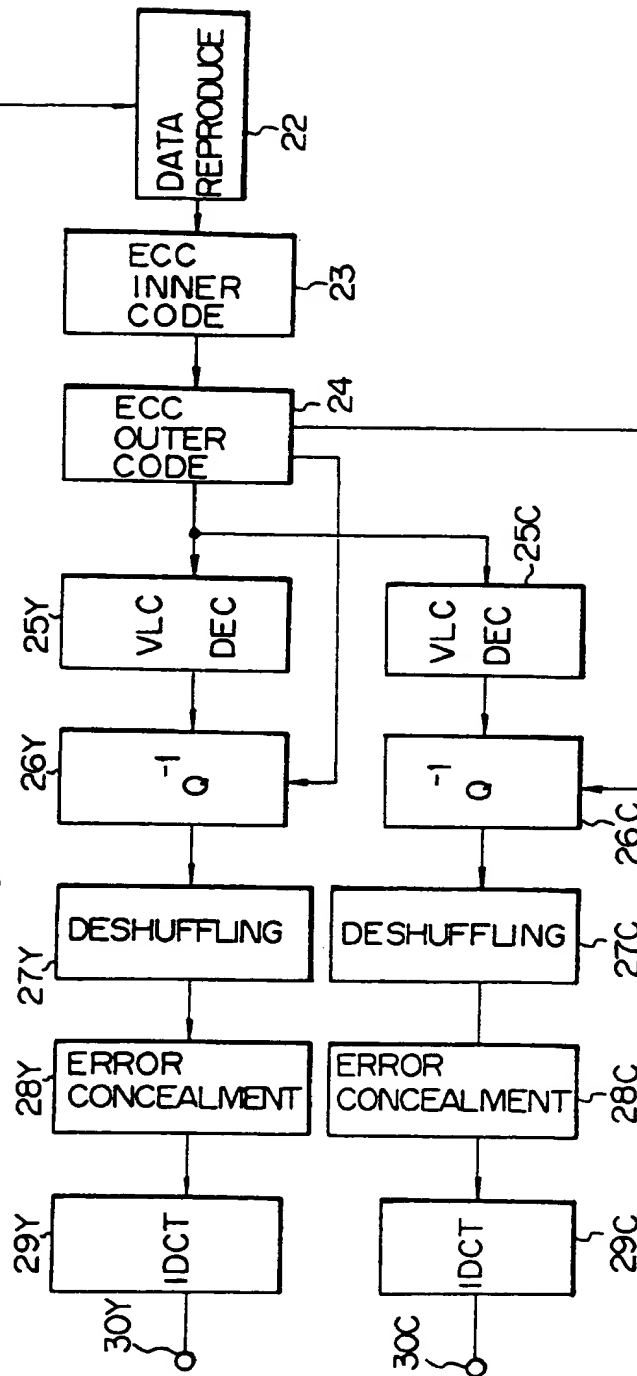 DATA
REPRODUCE
22
ECC
INNER
CODE
23
ECC
OUTER
CODE
24
25Y
VLC
DEC
26Y
Q⁻¹
27Y
DESHUFFLING
28Y
ERROR
CONCEALMENT
29Y
IDCT
30Y
VLC
DEC
25C
Q⁻¹
26C
DESHUFFLING
27C
ERROR
CONCEALMENT
28C
IDCT
29C
30C